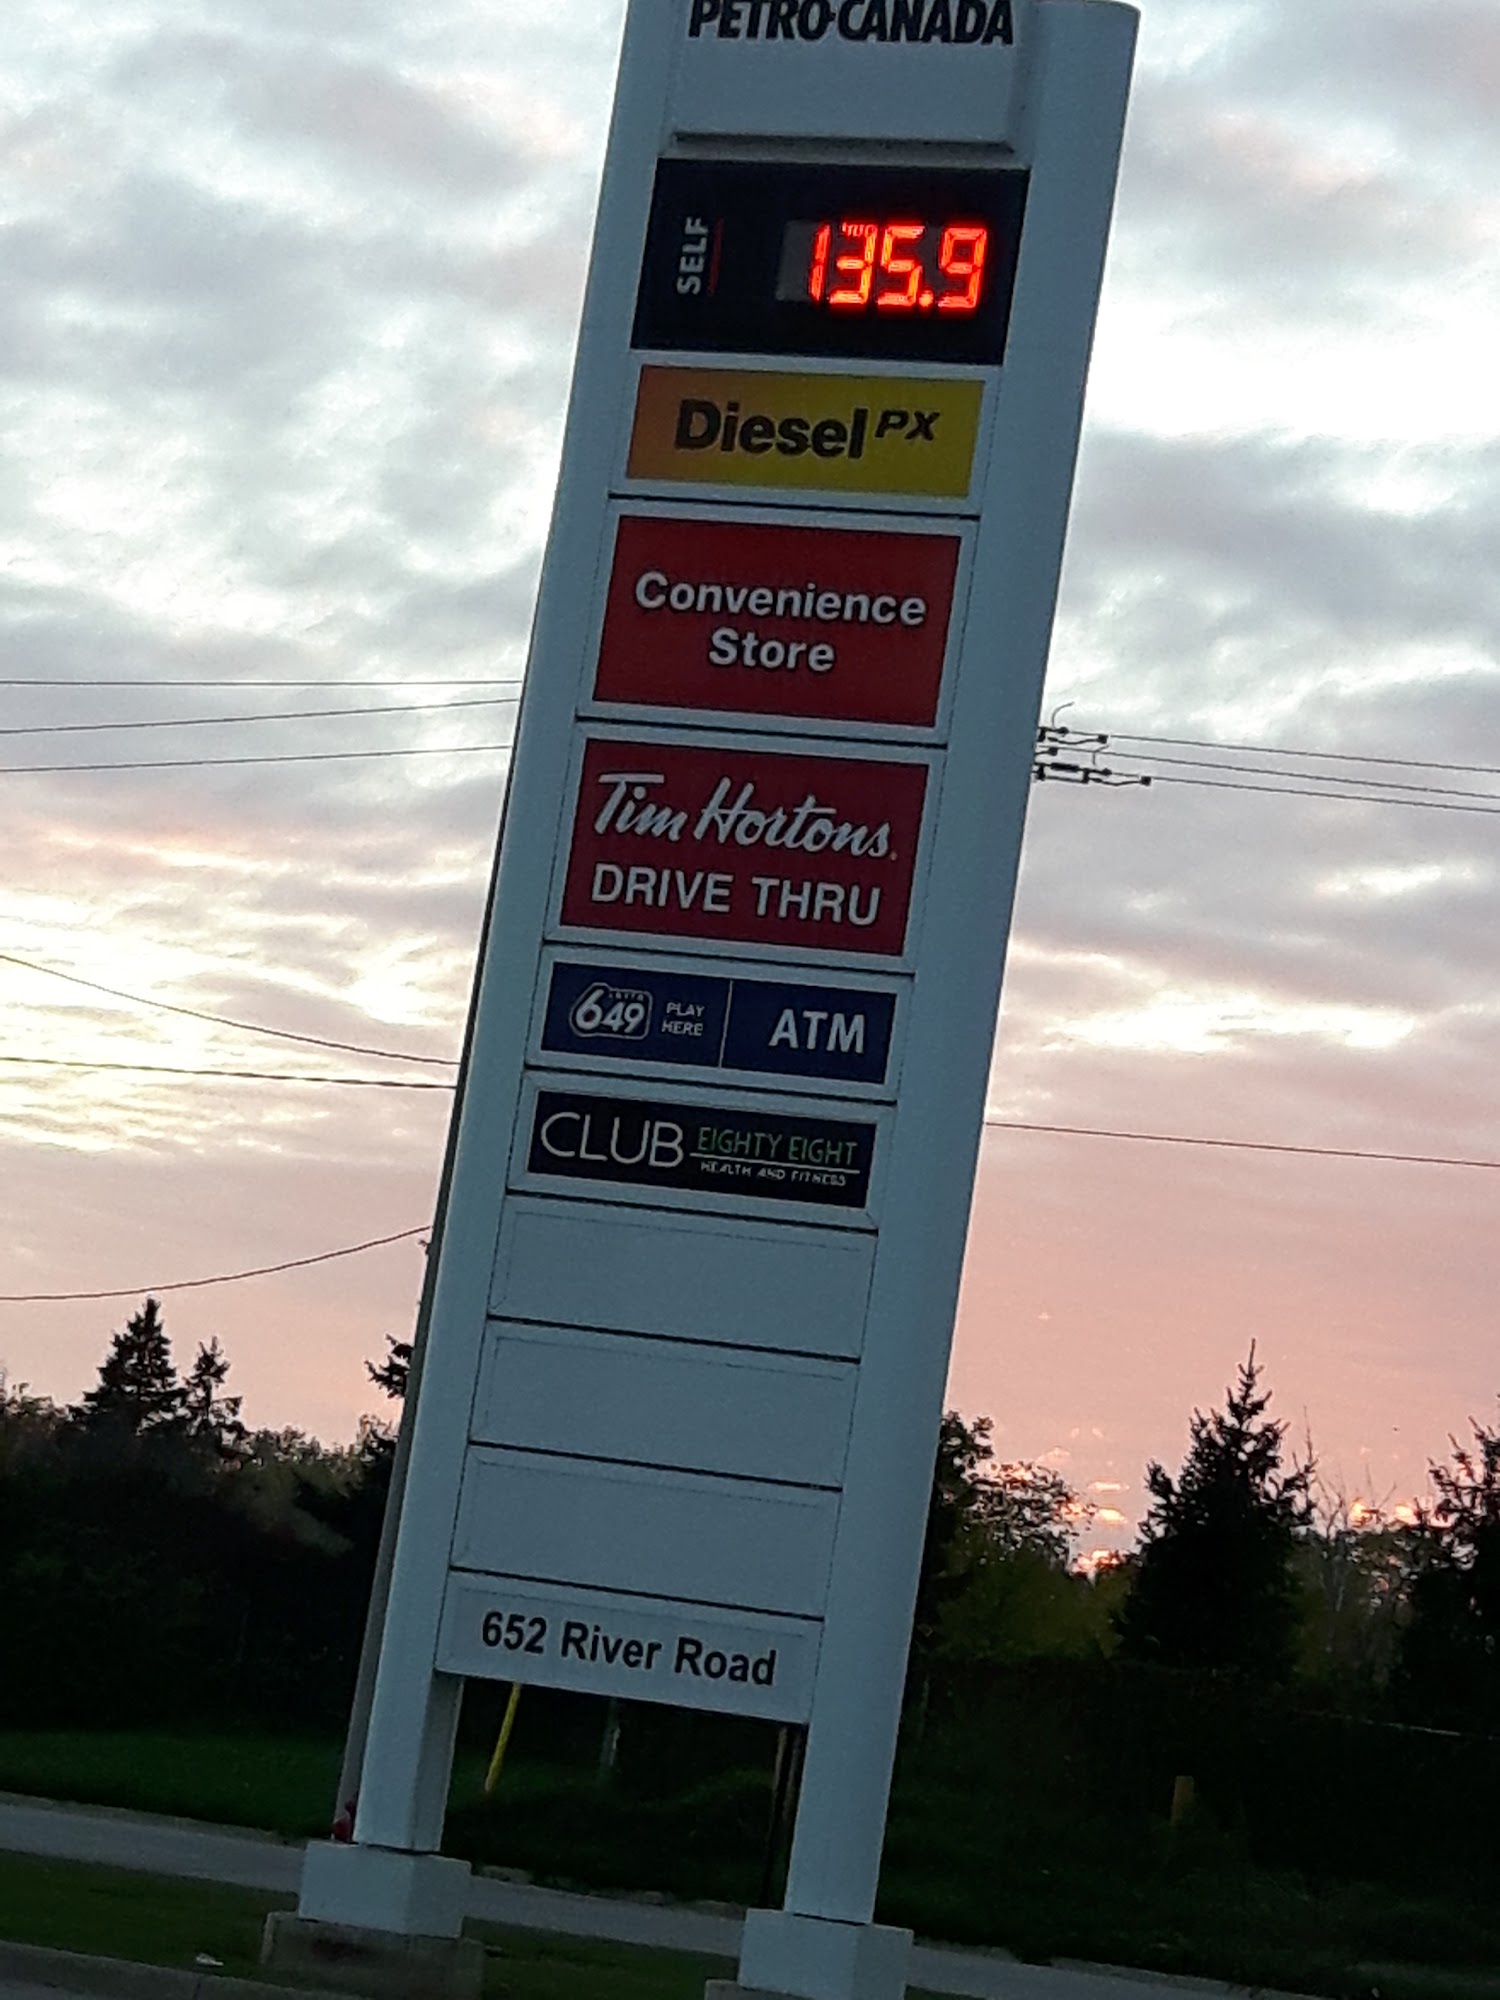 PETRO-CANADA
SELF 135.9
Diesel PX
Convenience
Store
Tim Hortons.
DRIVE THRU
LOTTO
649 PLAY HERE ATM
CLUB EIGHTY EIGHT
HEALTH AND FITNESS
652 River Road